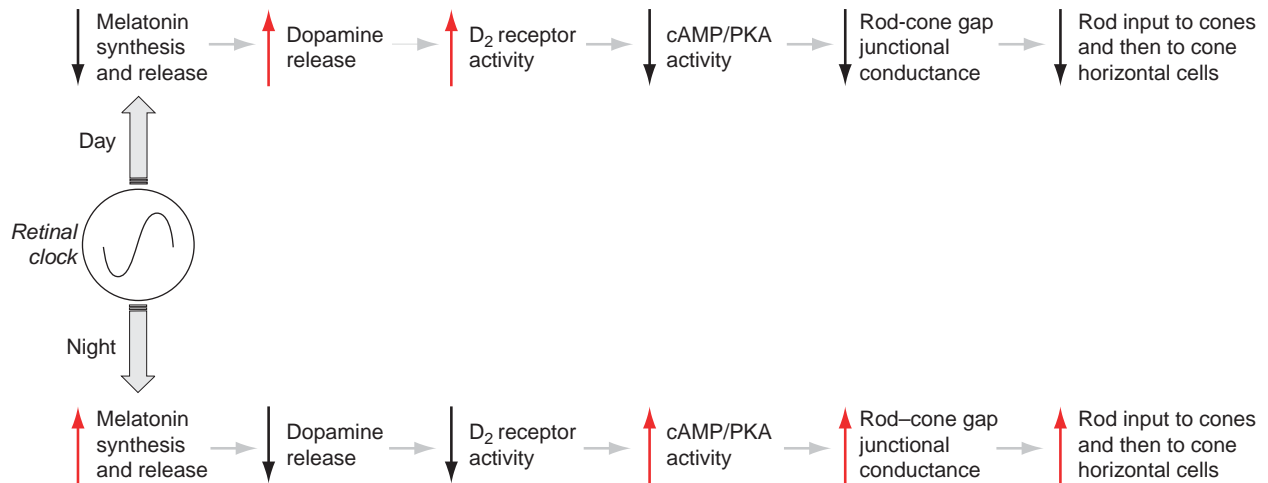 Melatonin
synthesis
and release
Dopamine
release
D₂ receptor
activity
cAMP/PKA
activity
Rod-cone gap
junctional
conductance
Rod input to cones
and then to cone
horizontal cells
Day
Retinal
clock
Night
Melatonin
synthesis
and release
Dopamine
release
D₂ receptor
activity
cAMP/PKA
activity
Rod–cone gap
junctional
conductance
Rod input to cones
and then to cone
horizontal cells